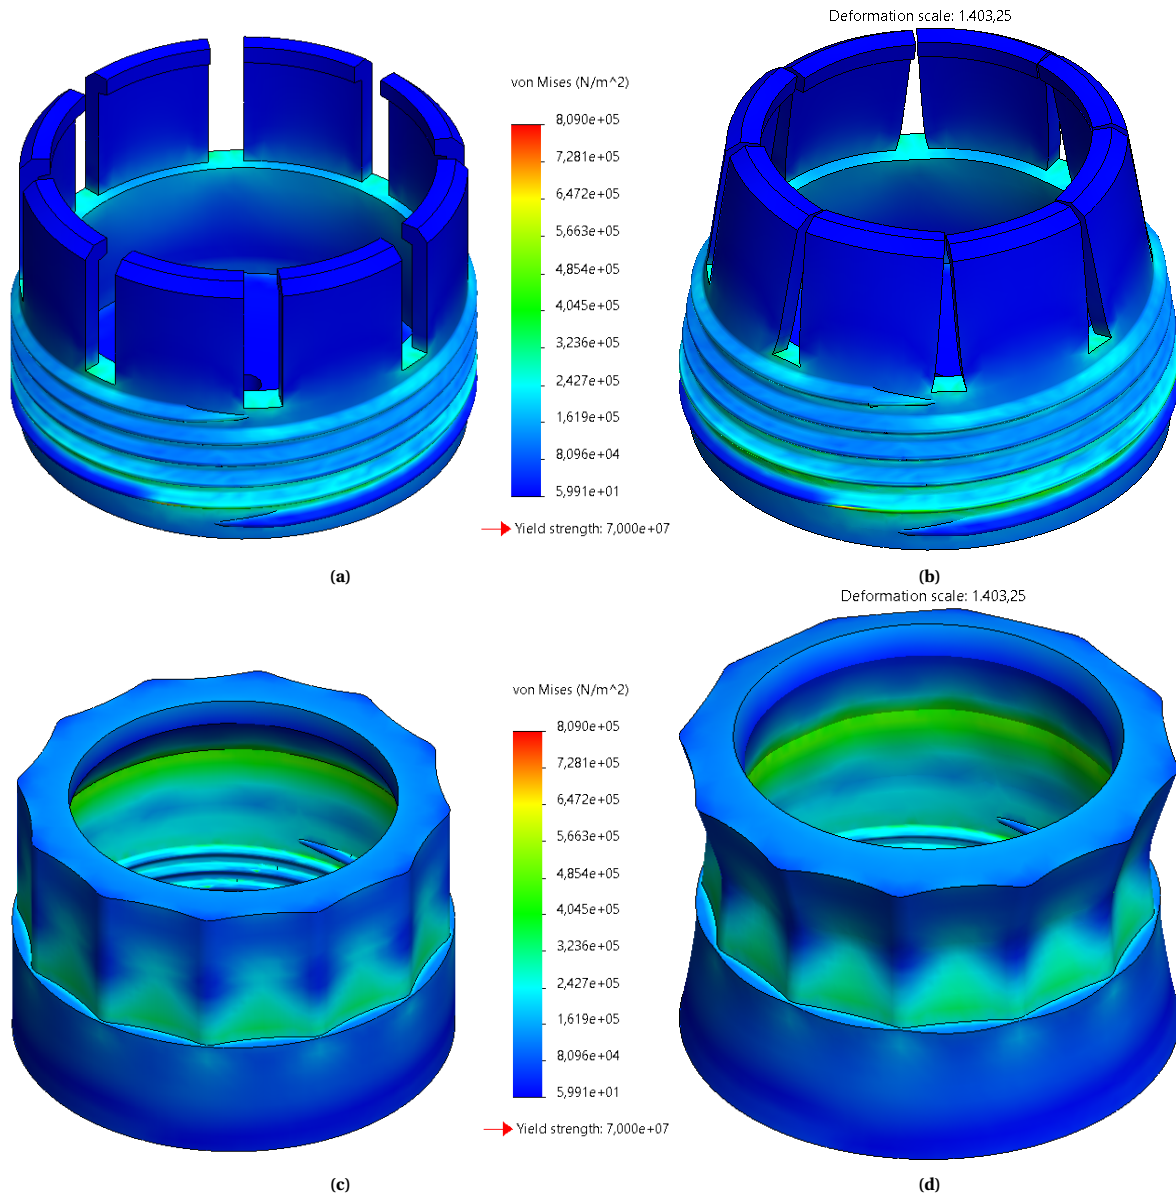 Deformation scale: 1.403,25
von Mises (N/m^2)
8,090e+05
7,281e+05
6,472e+05
5,663e+05
4,854e+05
4,045e+05
3,236e+05
2,427e+05
1,619e+05
8,096e+04
5,991e+01
Yield strength: 7,000e+07
(a)
(b)
Deformation scale: 1.403,25
von Mises (N/m^2)
8,090e+05
7,281e+05
6,472e+05
5,663e+05
4,854e+05
4,045e+05
3,236e+05
2,427e+05
1,619e+05
8,096e+04
5,991e+01
Yield strength: 7,000e+07
(c)
(d)